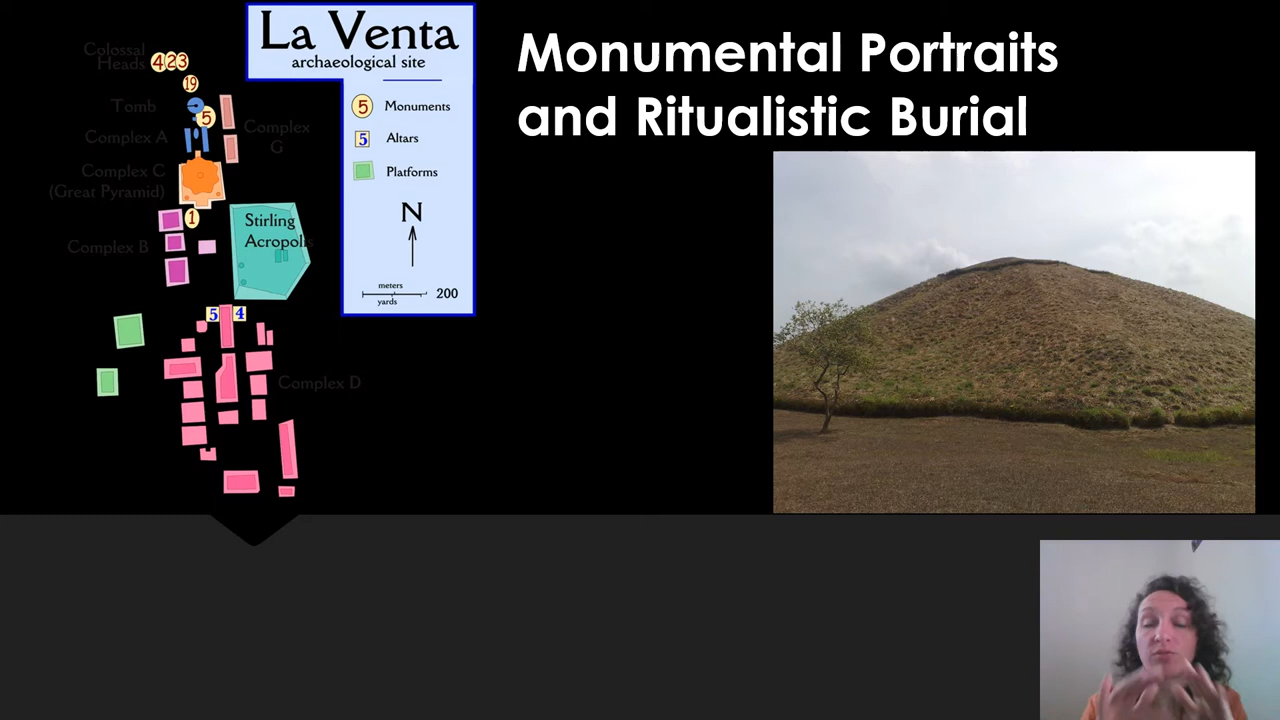 La Venta
archaeological site
5 Monuments
5 Altars
Platforms
N
meters
yards
200
Colossal
Heads
4 2 3
19
Tomb
5
Complex A
Complex
G
Complex C
(Great Pyramid)
1
Complex B
Stirling
Acropolis
5 4
Complex D
Monumental Portraits
and Ritualistic Burial